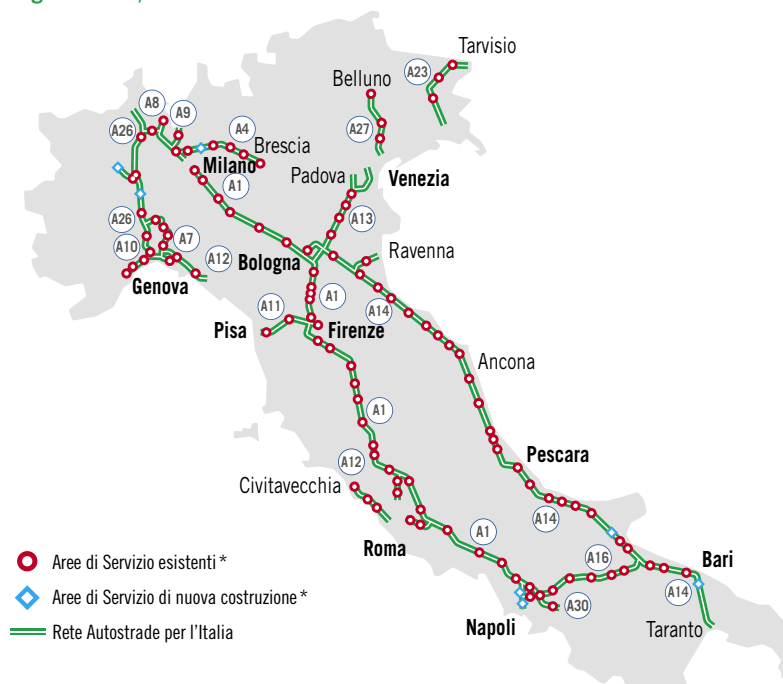 Tarvisio
A23
Belluno
A8
A9
A26
A4
A27
Brescia
Milano
Padova
Venezia
A1
A26
A13
A7
A10
A12
Ravenna
Bologna
Genova
A1
A11
A14
Pisa
Firenze
Ancona
A1
A12
Pescara
Civitavecchia
A14
A1
Roma
A16
Bari
Aree di Servizio esistenti *
Aree di Servizio di nuova costruzione *
A14
A30
Napoli
Taranto
Rete Autostrade per l'Italia